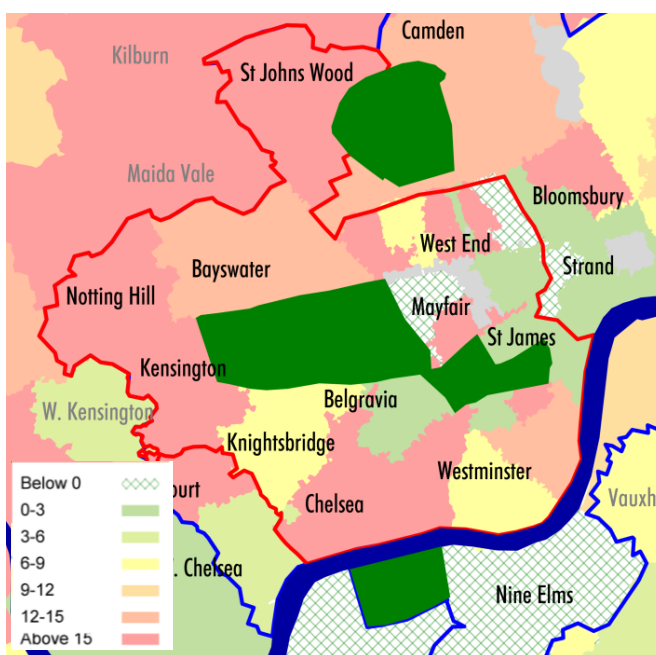 Camden
Kilburn
St Johns Wood
Maida Vale
Bloomsbury
West End
Bayswater
Strand
Notting Hill
Mayfair
St James
Kensington
Belgravia
W. Kensington
Knightsbridge
Westminster
Chelsea
Vauxh
ourt
. Chelsea
Nine Elms
Below 0
0-3
3-6
6-9
9-12
12-15
Above 15